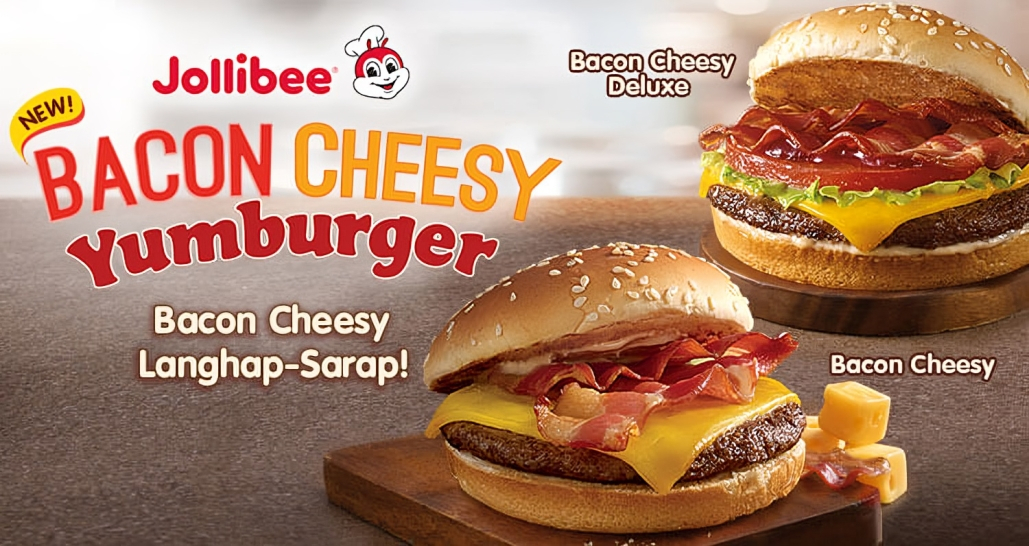 Jollibee
NEW!
BACON CHEESY
Yumburger
Bacon Cheesy
Langhap-Sarap!
Bacon Cheesy
Deluxe
Bacon Cheesy